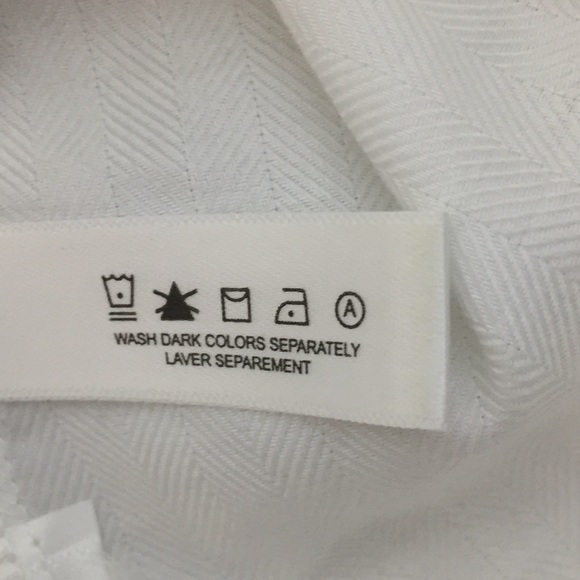 A
WASH DARK COLORS SEPARATELY
LAVER SEPAREMENT